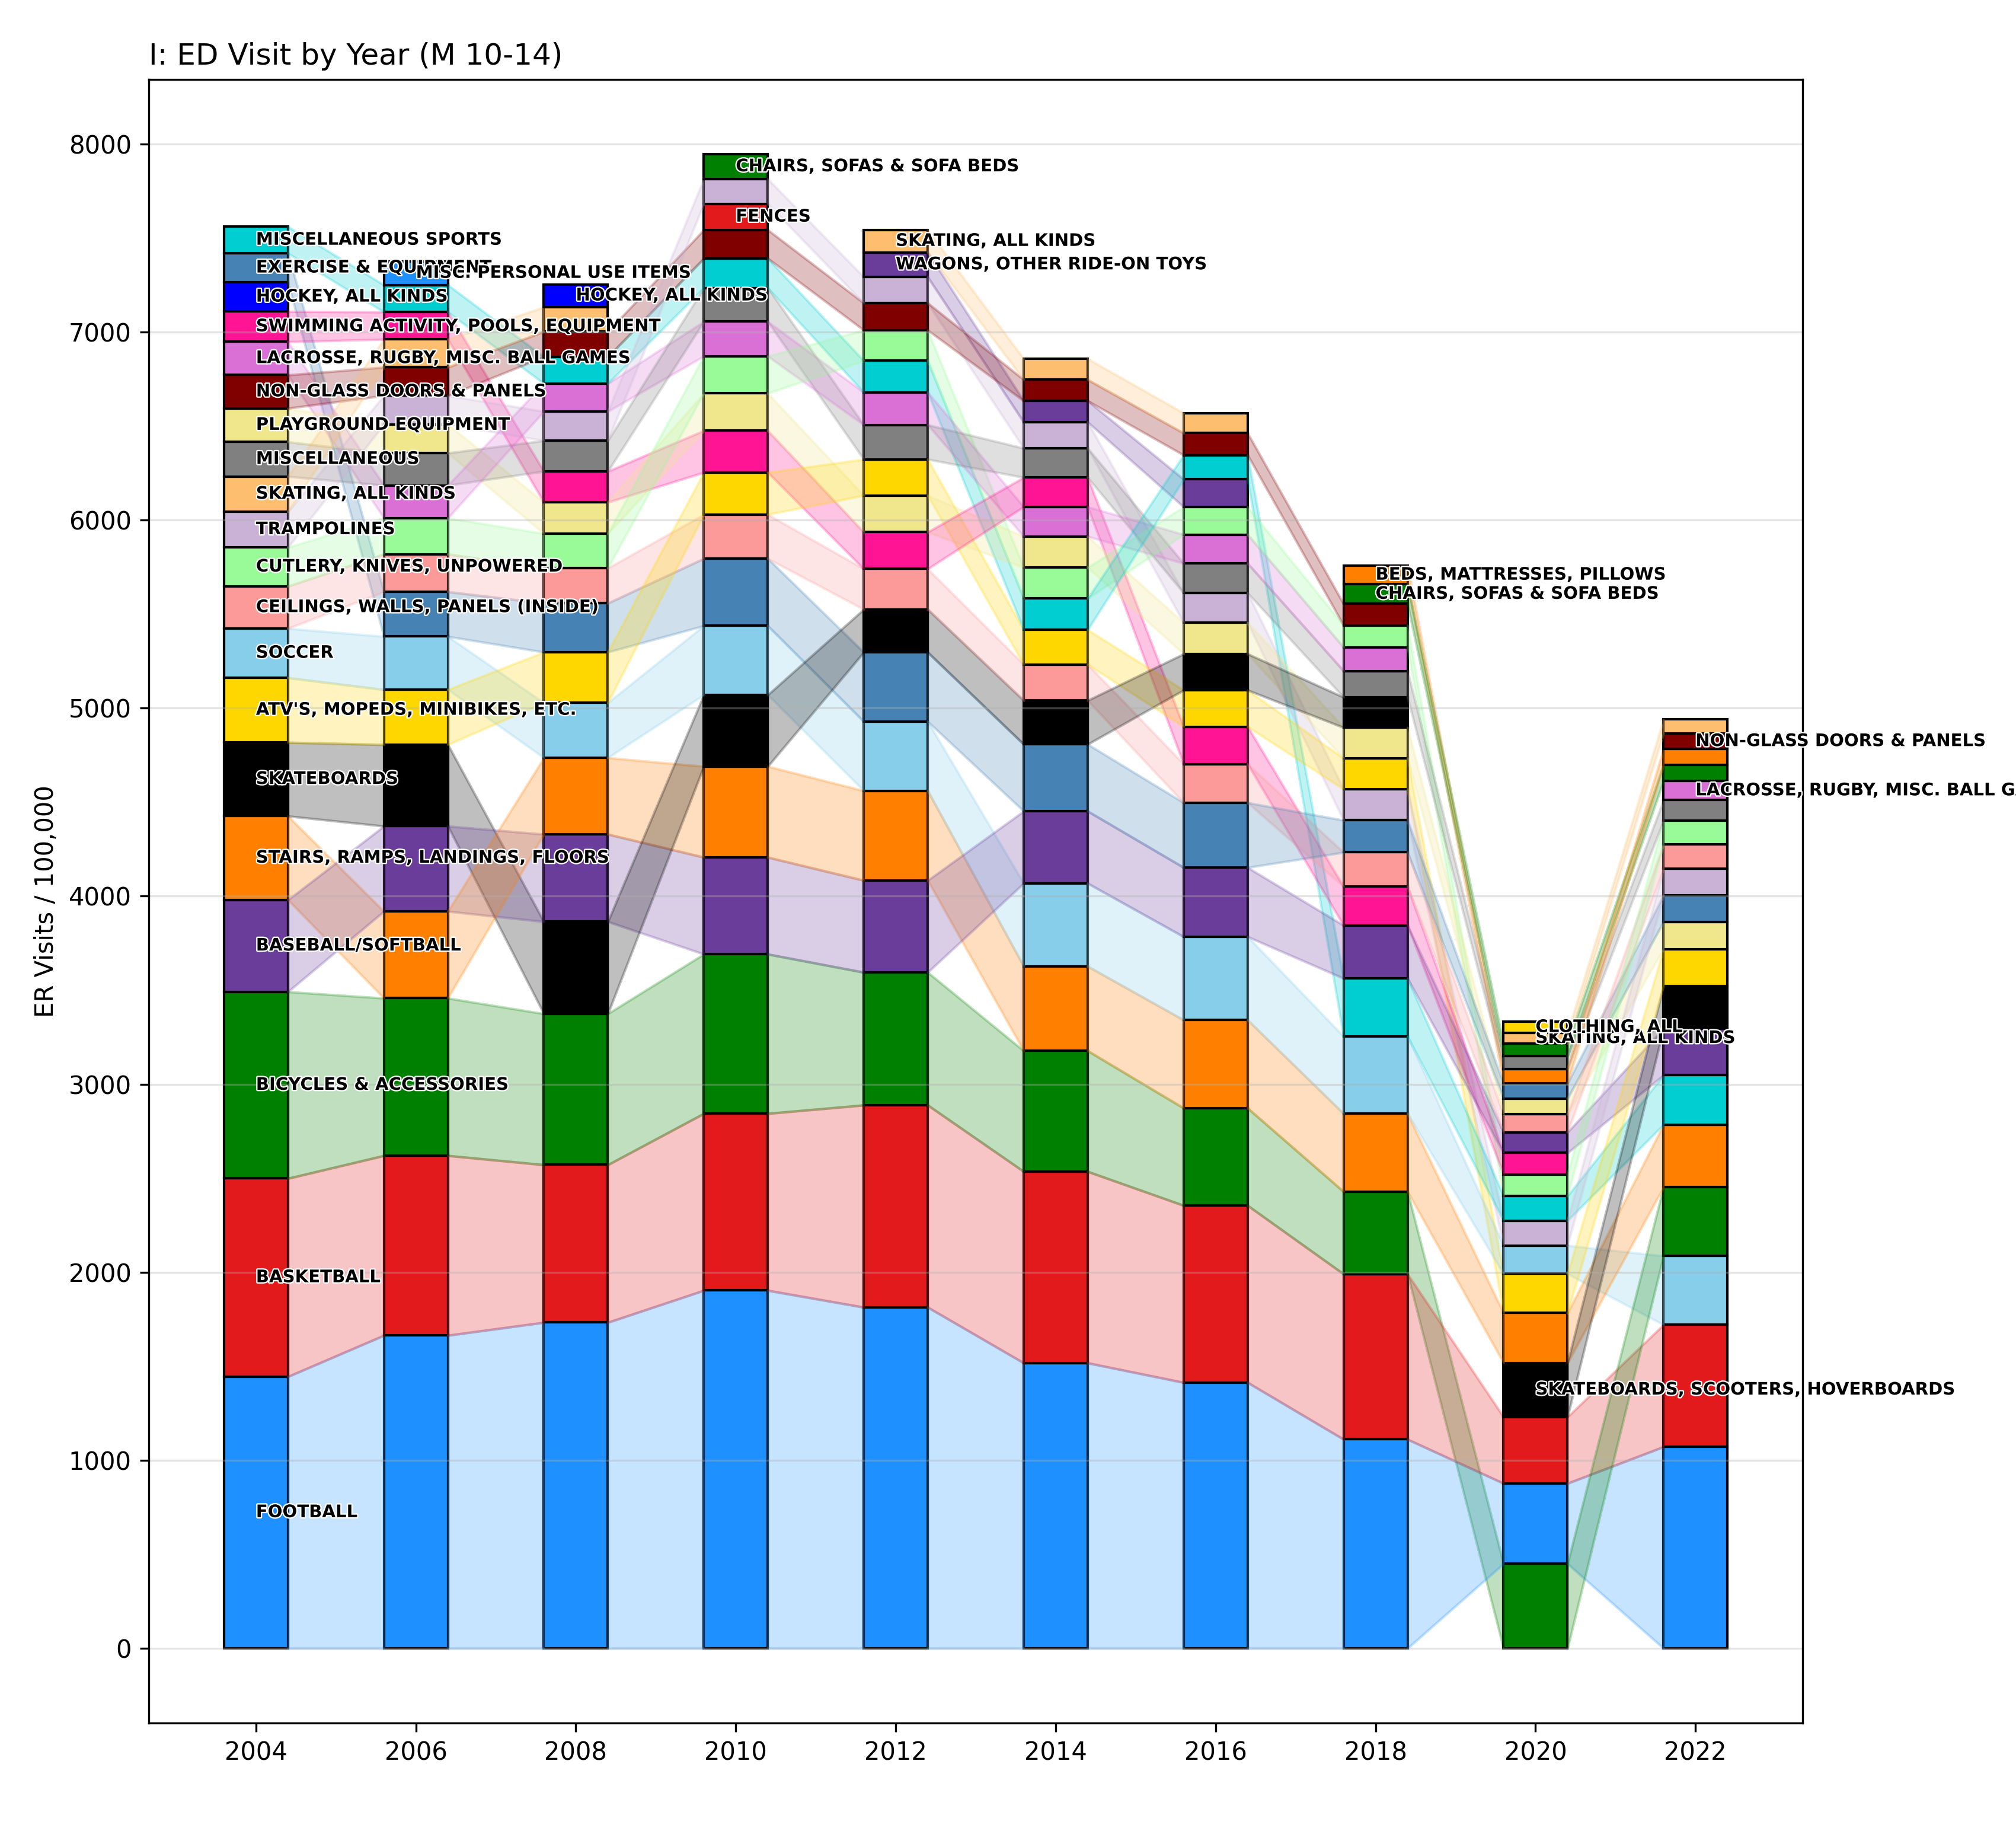 I: ED Visit by Year (M 10-14)
ER Visits / 100,000
8000
7000
6000
5000
4000
3000
2000
1000
0
MISCELLANEOUS SPORTS
EXERCISE & EQUIPMENT
HOCKEY, ALL KINDS
SWIMMING ACTIVITY, POOLS, EQUIPMENT
LACROSSE, RUGBY, MISC. BALL GAMES
NON-GLASS DOORS & PANELS
PLAYGROUND EQUIPMENT
MISCELLANEOUS
SKATING, ALL KINDS
TRAMPOLINES
CUTLERY, KNIVES, UNPOWERED
CEILINGS, WALLS, PANELS (INSIDE)
SOCCER
ATV'S, MOPEDS, MINIBIKES, ETC.
SKATEBOARDS
STAIRS, RAMPS, LANDINGS, FLOORS
BASEBALL/SOFTBALL
BICYCLES & ACCESSORIES
BASKETBALL
FOOTBALL
MISC. PERSONAL USE ITEMS
HOCKEY, ALL KINDS
CHAIRS, SOFAS & SOFA BEDS
FENCES
SKATING, ALL KINDS
WAGONS, OTHER RIDE-ON TOYS
BEDS, MATTRESSES, PILLOWS
CHAIRS, SOFAS & SOFA BEDS
CLOTHING, ALL
SKATING, ALL KINDS
SKATEBOARDS, SCOOTERS, HOVERBOARDS
NON-GLASS DOORS & PANELS
LACROSSE, RUGBY, MISC. BALL G
2004 2006 2008 2010 2012 2014 2016 2018 2020 2022